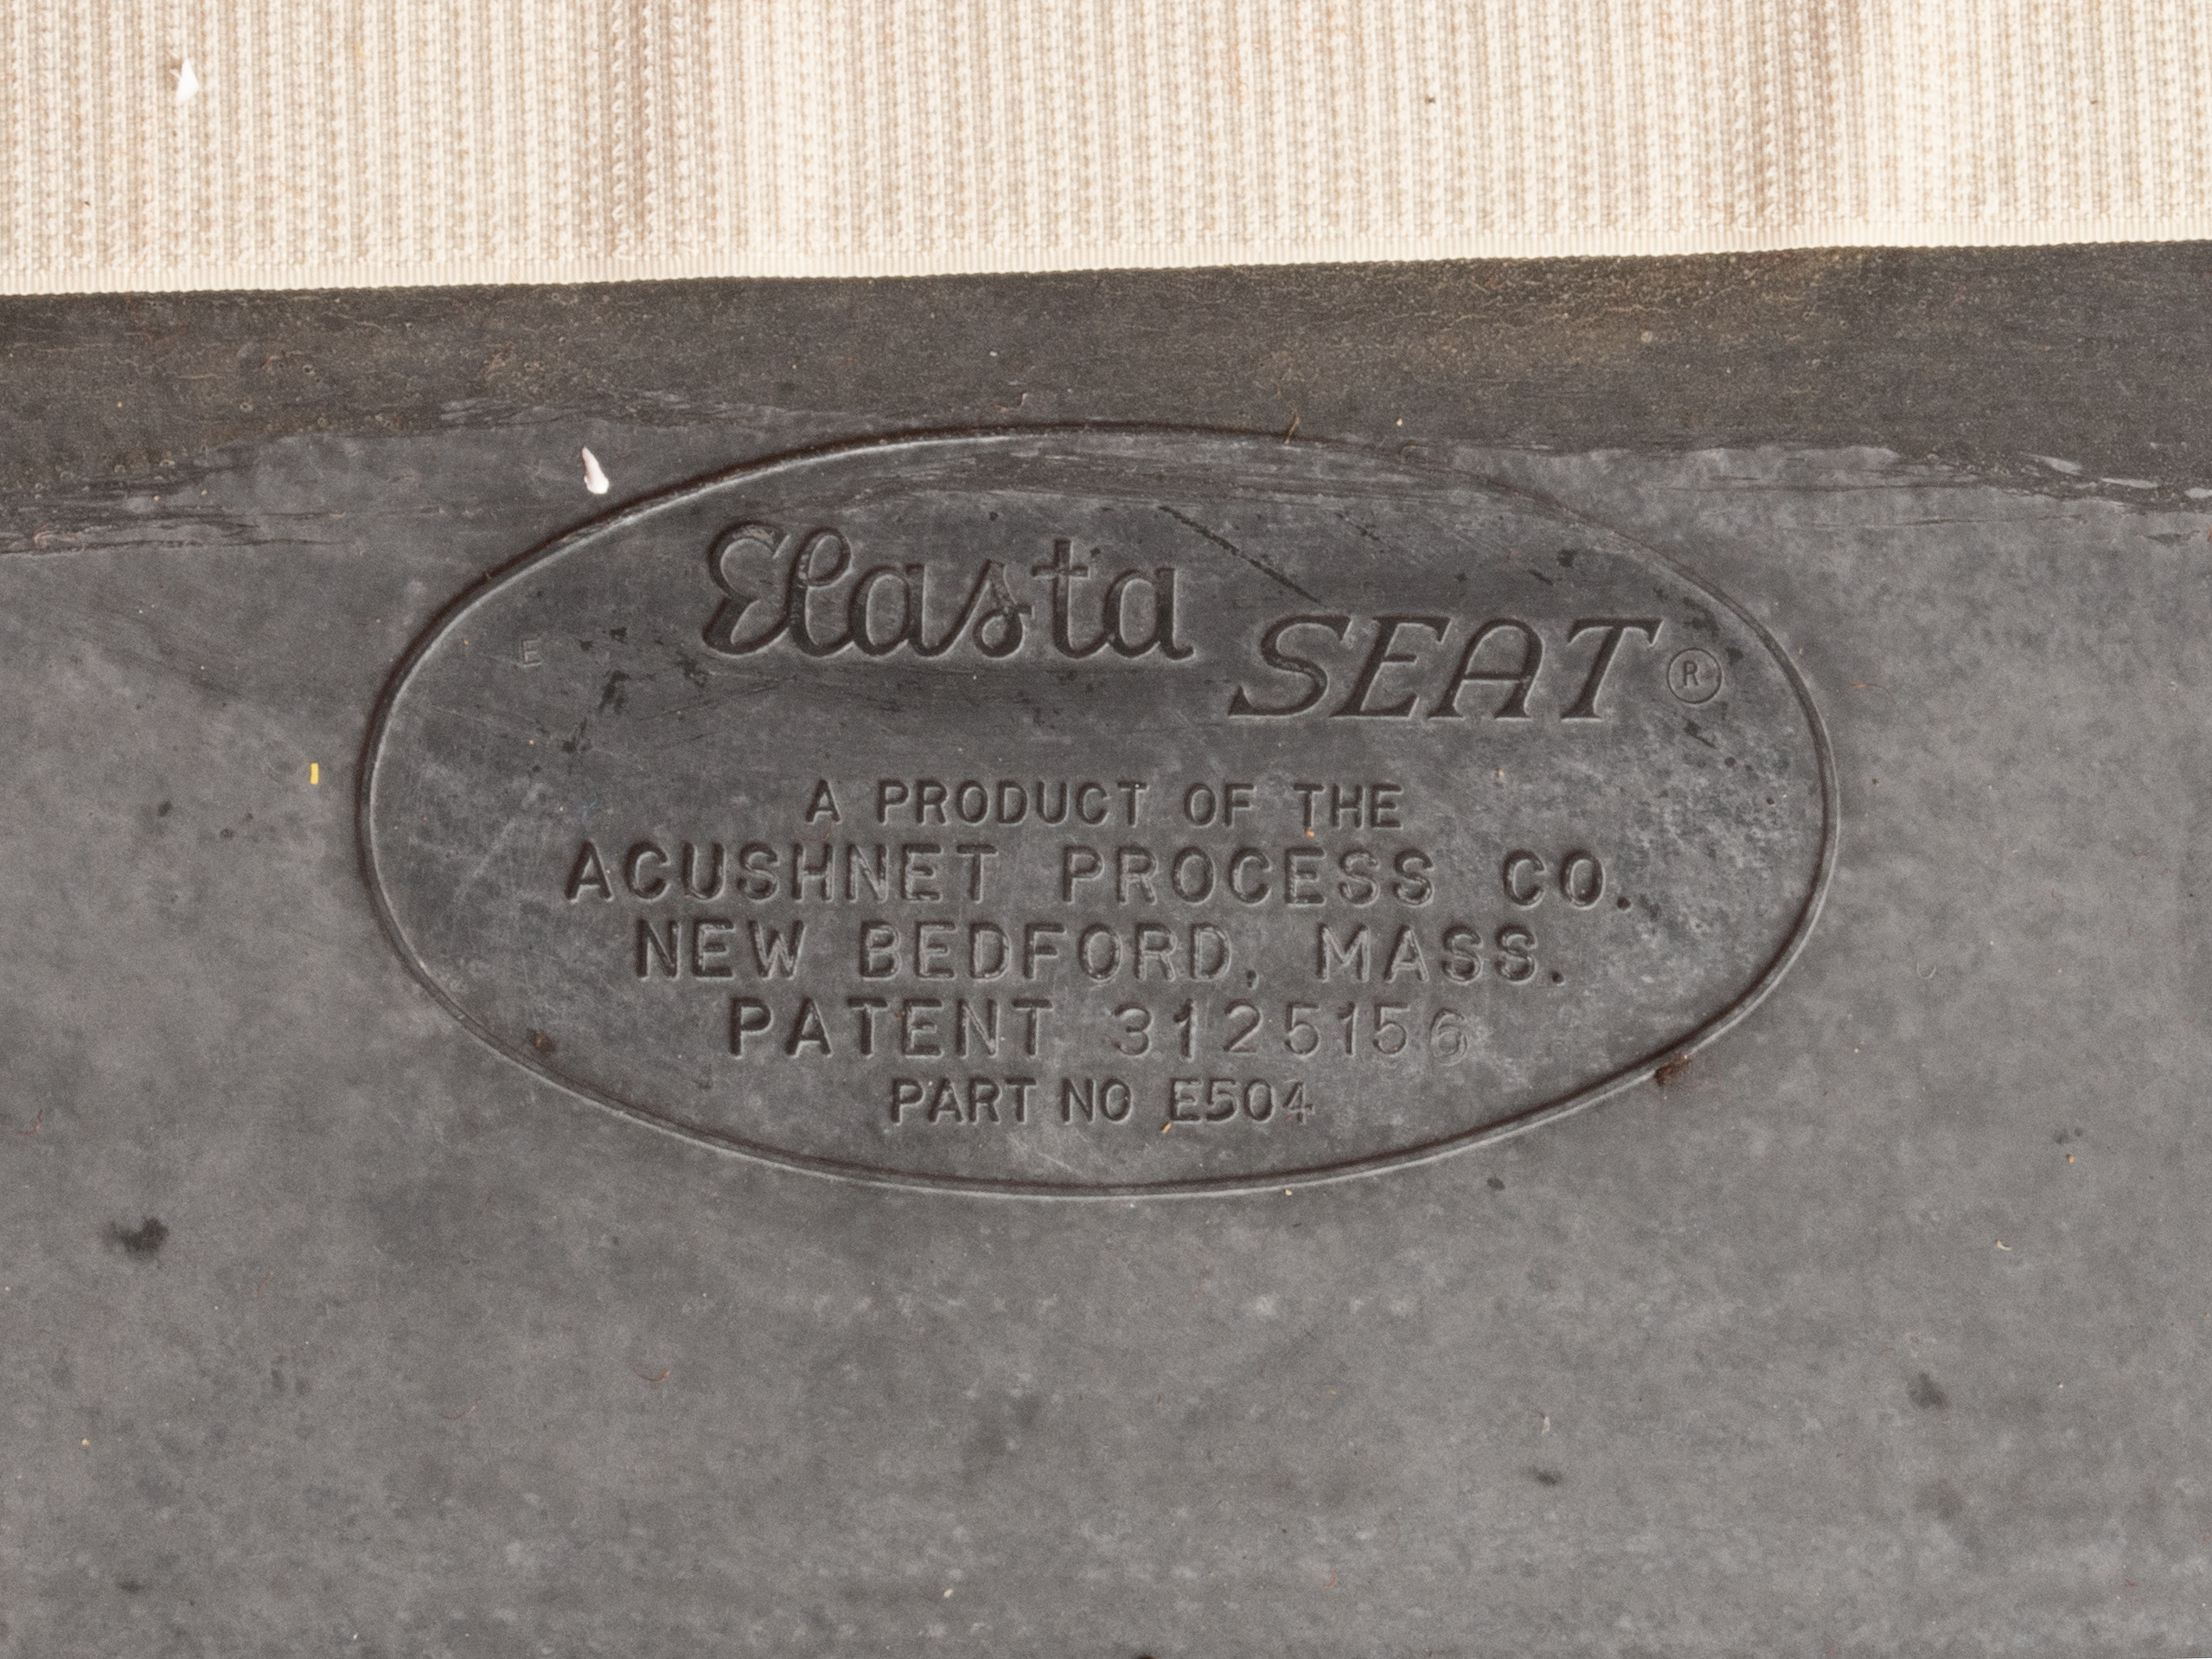 Elasta SEAT ®
E
A PRODUCT OF THE
ACUSHNET PROCESS CO.
NEW BEDFORD, MASS.
PATENT 3125156
PART NO E504